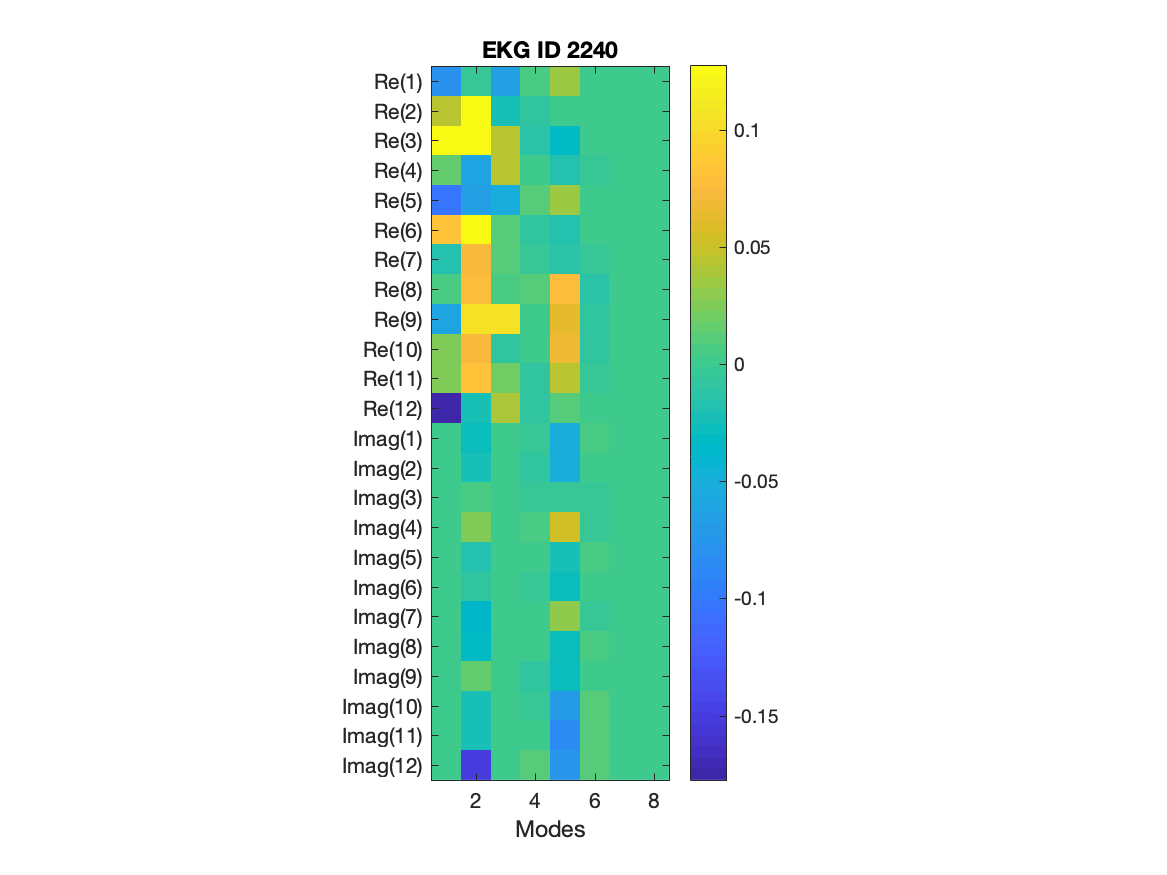 EKG ID 2240
Re(1)
Re(2)
Re(3)
Re(4)
Re(5)
Re(6)
Re(7)
Re(8)
Re(9)
Re(10)
Re(11)
Re(12)
Imag(1)
Imag(2)
Imag(3)
Imag(4)
Imag(5)
Imag(6)
Imag(7)
Imag(8)
Imag(9)
Imag(10)
Imag(11)
Imag(12)
2 4 6 8
Modes
0.1
0.05
0
-0.05
-0.1
-0.15